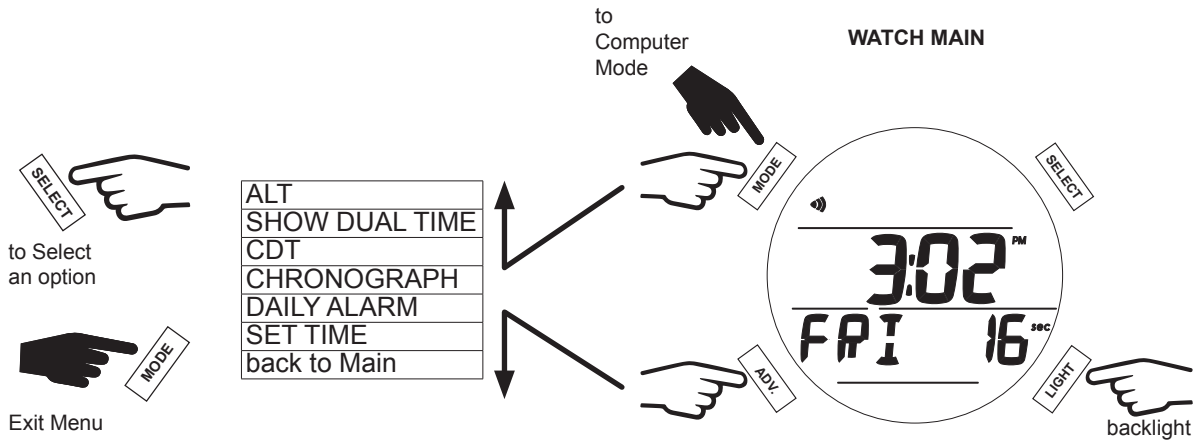 to
Computer
Mode
WATCH MAIN
SELECT
to Select
an option
MODE
Exit Menu
ALT
SHOW DUAL TIME
CDT
CHRONOGRAPH
DAILY ALARM
SET TIME
back to Main
MODE
SELECT
3:02 PM
FRI 16 sec
ADV.
LIGHT
backlight